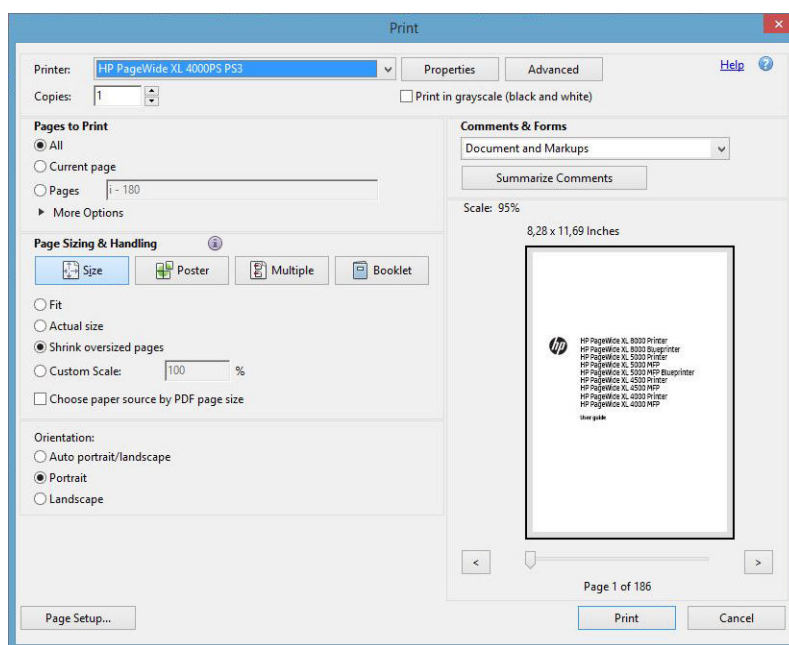 Print
Printer: HP PageWide XL 4000PS PS3 Properties Advanced Help
Copies: 1 Print in grayscale (black and white)
Pages to Print
All
Current page
Pages i - 180
More Options
Comments & Forms
Document and Markups
Summarize Comments
Page Sizing & Handling
Size Poster Multiple Booklet
Fit
Actual size
Shrink oversized pages
Custom Scale: 100 %
Choose paper source by PDF page size
Orientation:
Auto portrait/landscape
Portrait
Landscape
Scale: 95%
8,28 x 11,69 Inches
hp
HP PageWide XL 8000 Printer
HP PageWide XL 8000 Blueprinter
HP PageWide XL 5000 Printer
HP PageWide XL 5000 MFP
HP PageWide XL 5000 MFP Blueprinter
HP PageWide XL 4500 Printer
HP PageWide XL 4500 MFP
HP PageWide XL 4000 Printer
HP PageWide XL 4000 MFP
User guide
< >
Page 1 of 186
Page Setup... Print Cancel